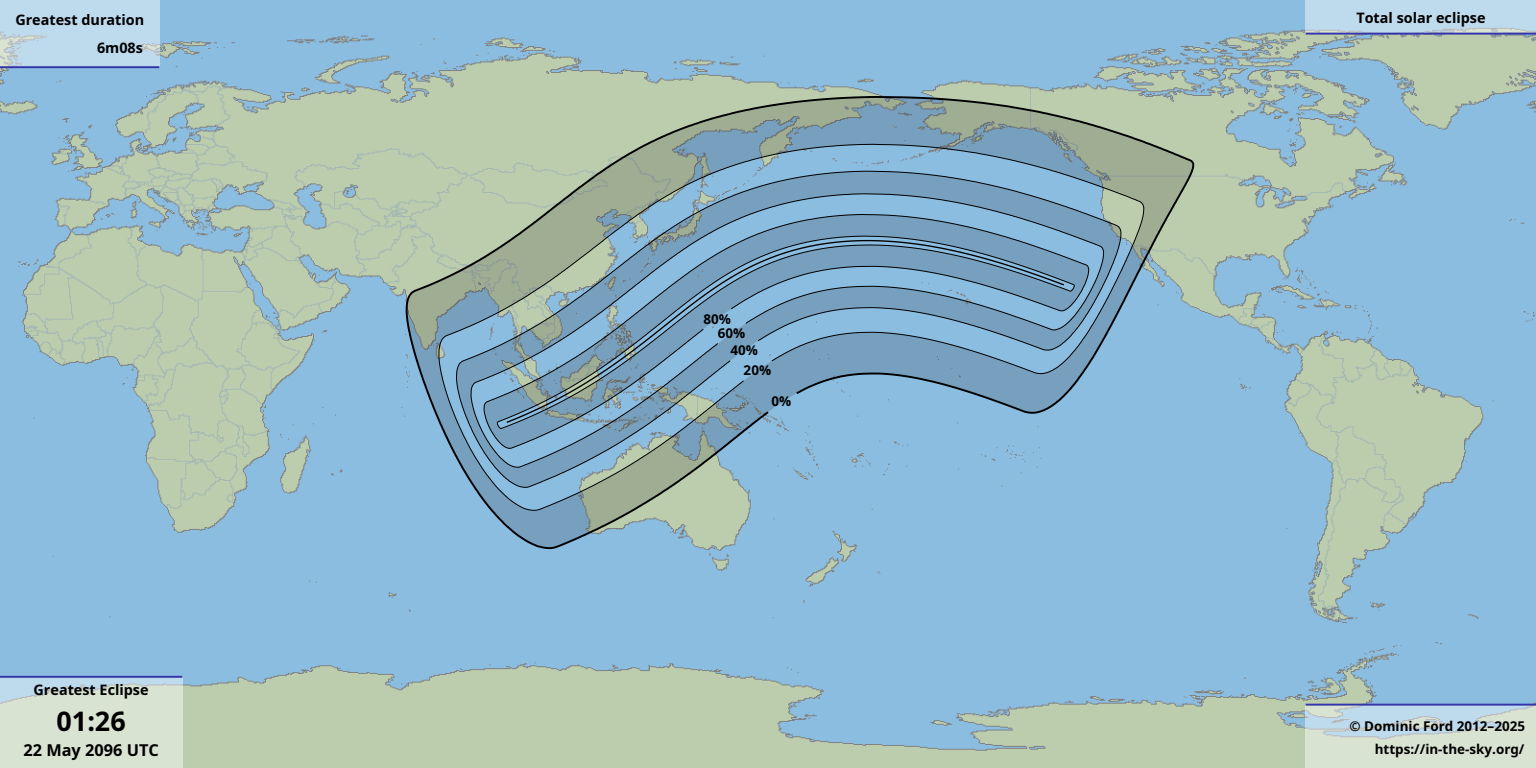 Greatest duration
6m08s
Total solar eclipse
80%
60%
40%
20%
0%
Greatest Eclipse
01:26
22 May 2096 UTC
© Dominic Ford 2012–2025
https://in-the-sky.org/